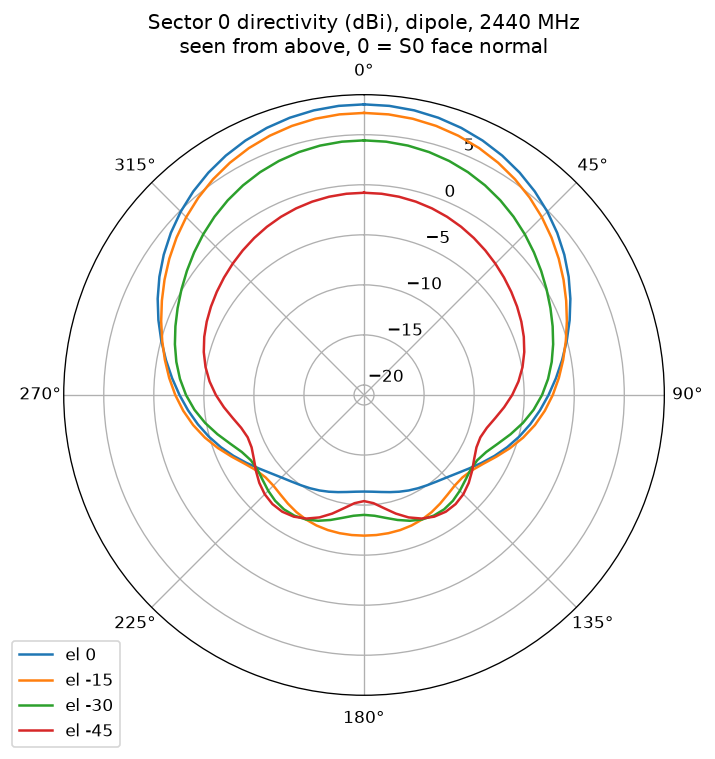 Sector 0 directivity (dBi), dipole, 2440 MHz
seen from above, 0 = S0 face normal
0°
315°
45°
5
0
−5
−10
−15
−20
270°
90°
225°
135°
180°
el 0
el -15
el -30
el -45